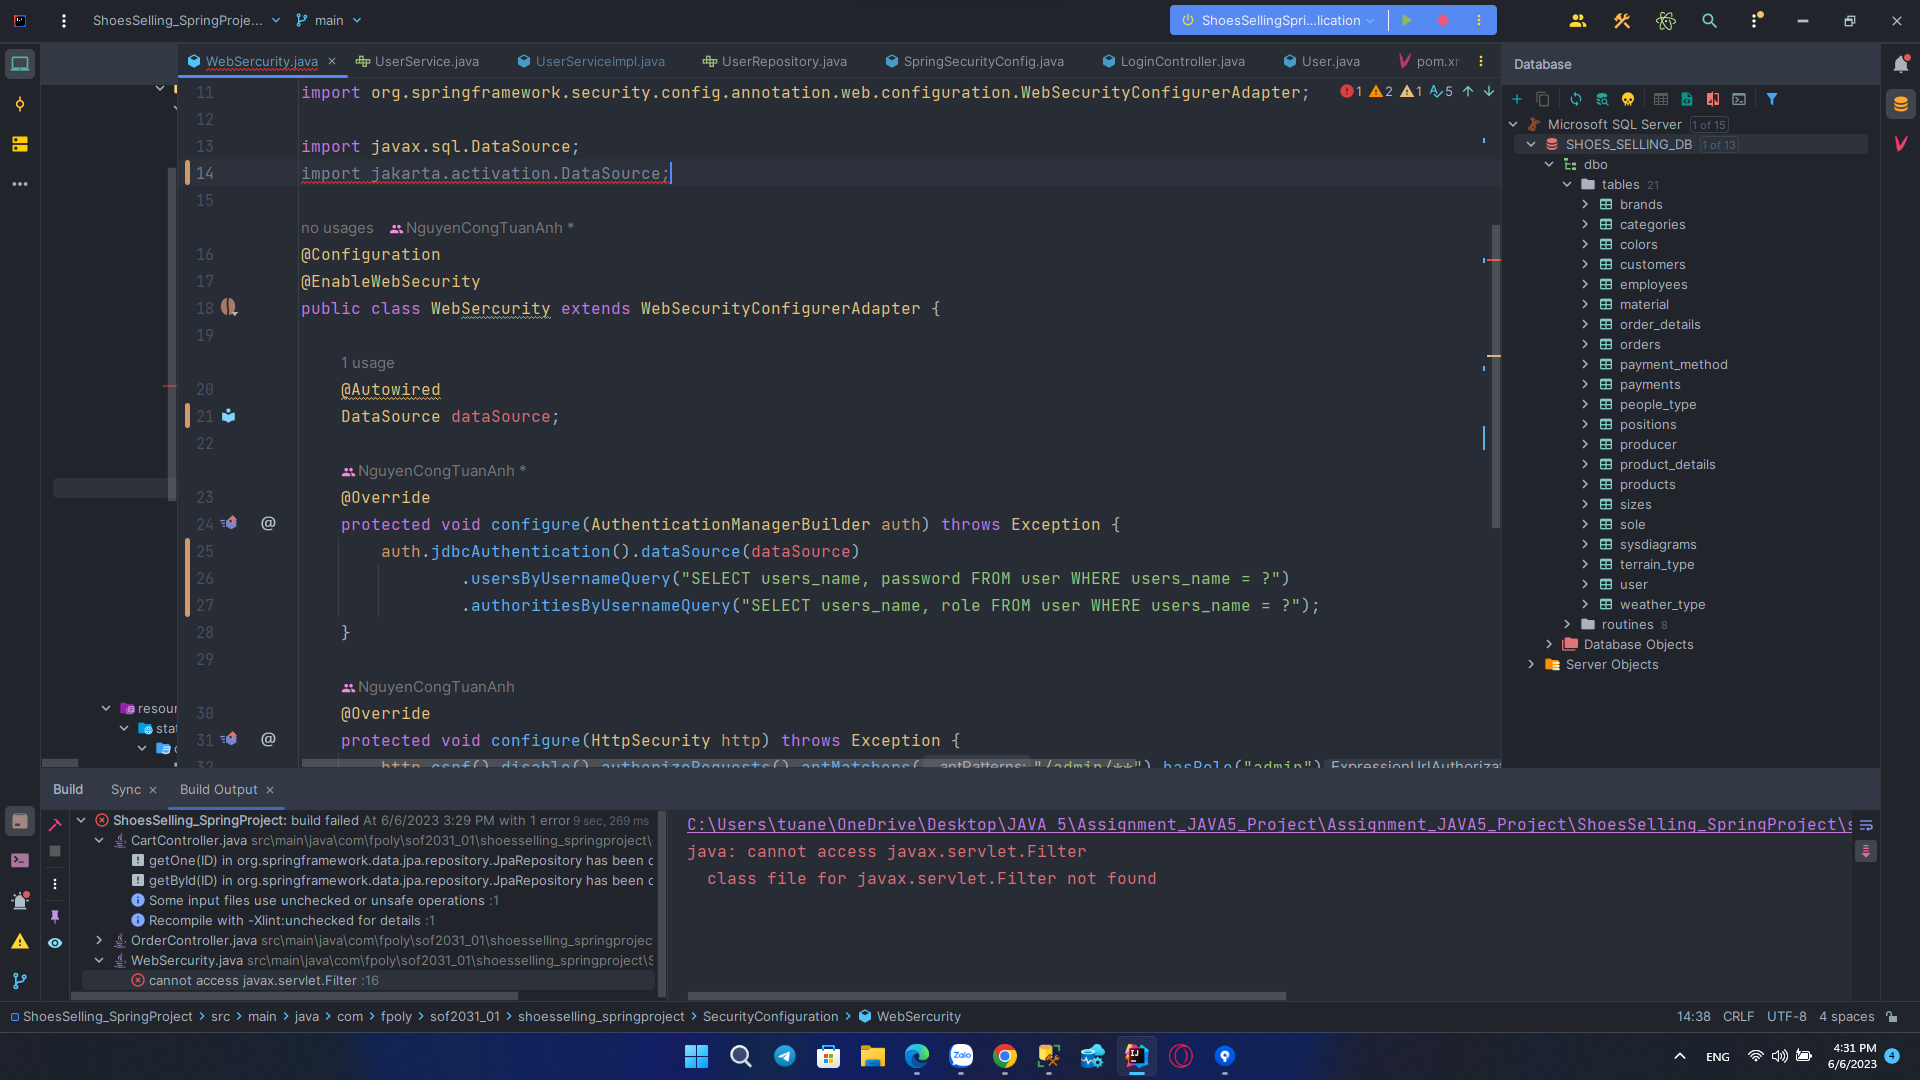 ShoesSelling_SpringProje...
main
ShoesSellingSpri...lication
WebSercurity.java
UserService.java
UserServiceImpl.java
UserRepository.java
SpringSecurityConfig.java
LoginController.java
User.java
pom.xr
Database
11 import org.springframework.security.config.annotation.web.configuration.WebSecurityConfigurerAdapter;
1 2 1 5
12
13 import javax.sql.DataSource;
14 import jakarta.activation.DataSource;
15
no usages NguyenCongTuanAnh *
16 @Configuration
17 @EnableWebSecurity
18 public class WebSercurity extends WebSecurityConfigurerAdapter {
19
1 usage
20 @Autowired
21 DataSource dataSource;
22
NguyenCongTuanAnh *
23 @Override
24 @ protected void configure(AuthenticationManagerBuilder auth) throws Exception {
25 auth.jdbcAuthentication().dataSource(dataSource)
26 .usersByUsernameQuery("SELECT users_name, password FROM user WHERE users_name = ?")
27 .authoritiesByUsernameQuery("SELECT users_name, role FROM user WHERE users_name = ?");
28 }
29
NguyenCongTuanAnh
30 @Override
31 @ protected void configure(HttpSecurity http) throws Exception {
32 http.csrf().disable().authorizeRequests().antMatchers( antPatterns: "/admin/**").hasRole("admin") ExpressionUrlAuthorizat
Microsoft SQL Server 1 of 15
SHOES_SELLING_DB 1 of 13
dbo
tables 21
brands
categories
colors
customers
employees
material
order_details
orders
payment_method
payments
people_type
positions
producer
product_details
products
sizes
sole
sysdiagrams
terrain_type
user
weather_type
routines 8
Database Objects
Server Objects
resour
stat
Build
Sync
Build Output
ShoesSelling_SpringProject: build failed At 6/6/2023 3:29 PM with 1 error 9 sec, 269 ms
CartController.java src\main\java\com\fpoly\sof2031_01\shoesselling_springproject\
getOne(ID) in org.springframework.data.jpa.repository.JpaRepository has been
getById(ID) in org.springframework.data.jpa.repository.JpaRepository has been
Some input files use unchecked or unsafe operations :1
Recompile with -Xlint:unchecked for details :1
OrderController.java src\main\java\com\fpoly\sof2031_01\shoesselling_springproject
WebSercurity.java src\main\java\com\fpoly\sof2031_01\shoesselling_springproject\S
cannot access javax.servlet.Filter :16
C:\Users\tuane\OneDrive\Desktop\JAVA 5\Assignment_JAVA5_Project\Assignment_JAVA5_Project\ShoesSelling_SpringProject\s
java: cannot access javax.servlet.Filter
class file for javax.servlet.Filter not found
ShoesSelling_SpringProject > src > main > java > com > fpoly > sof2031_01 > shoesselling_springproject > SecurityConfiguration > WebSercurity
14:38 CRLF UTF-8 4 spaces
Zalo
ENG
4:31 PM
6/6/2023
4